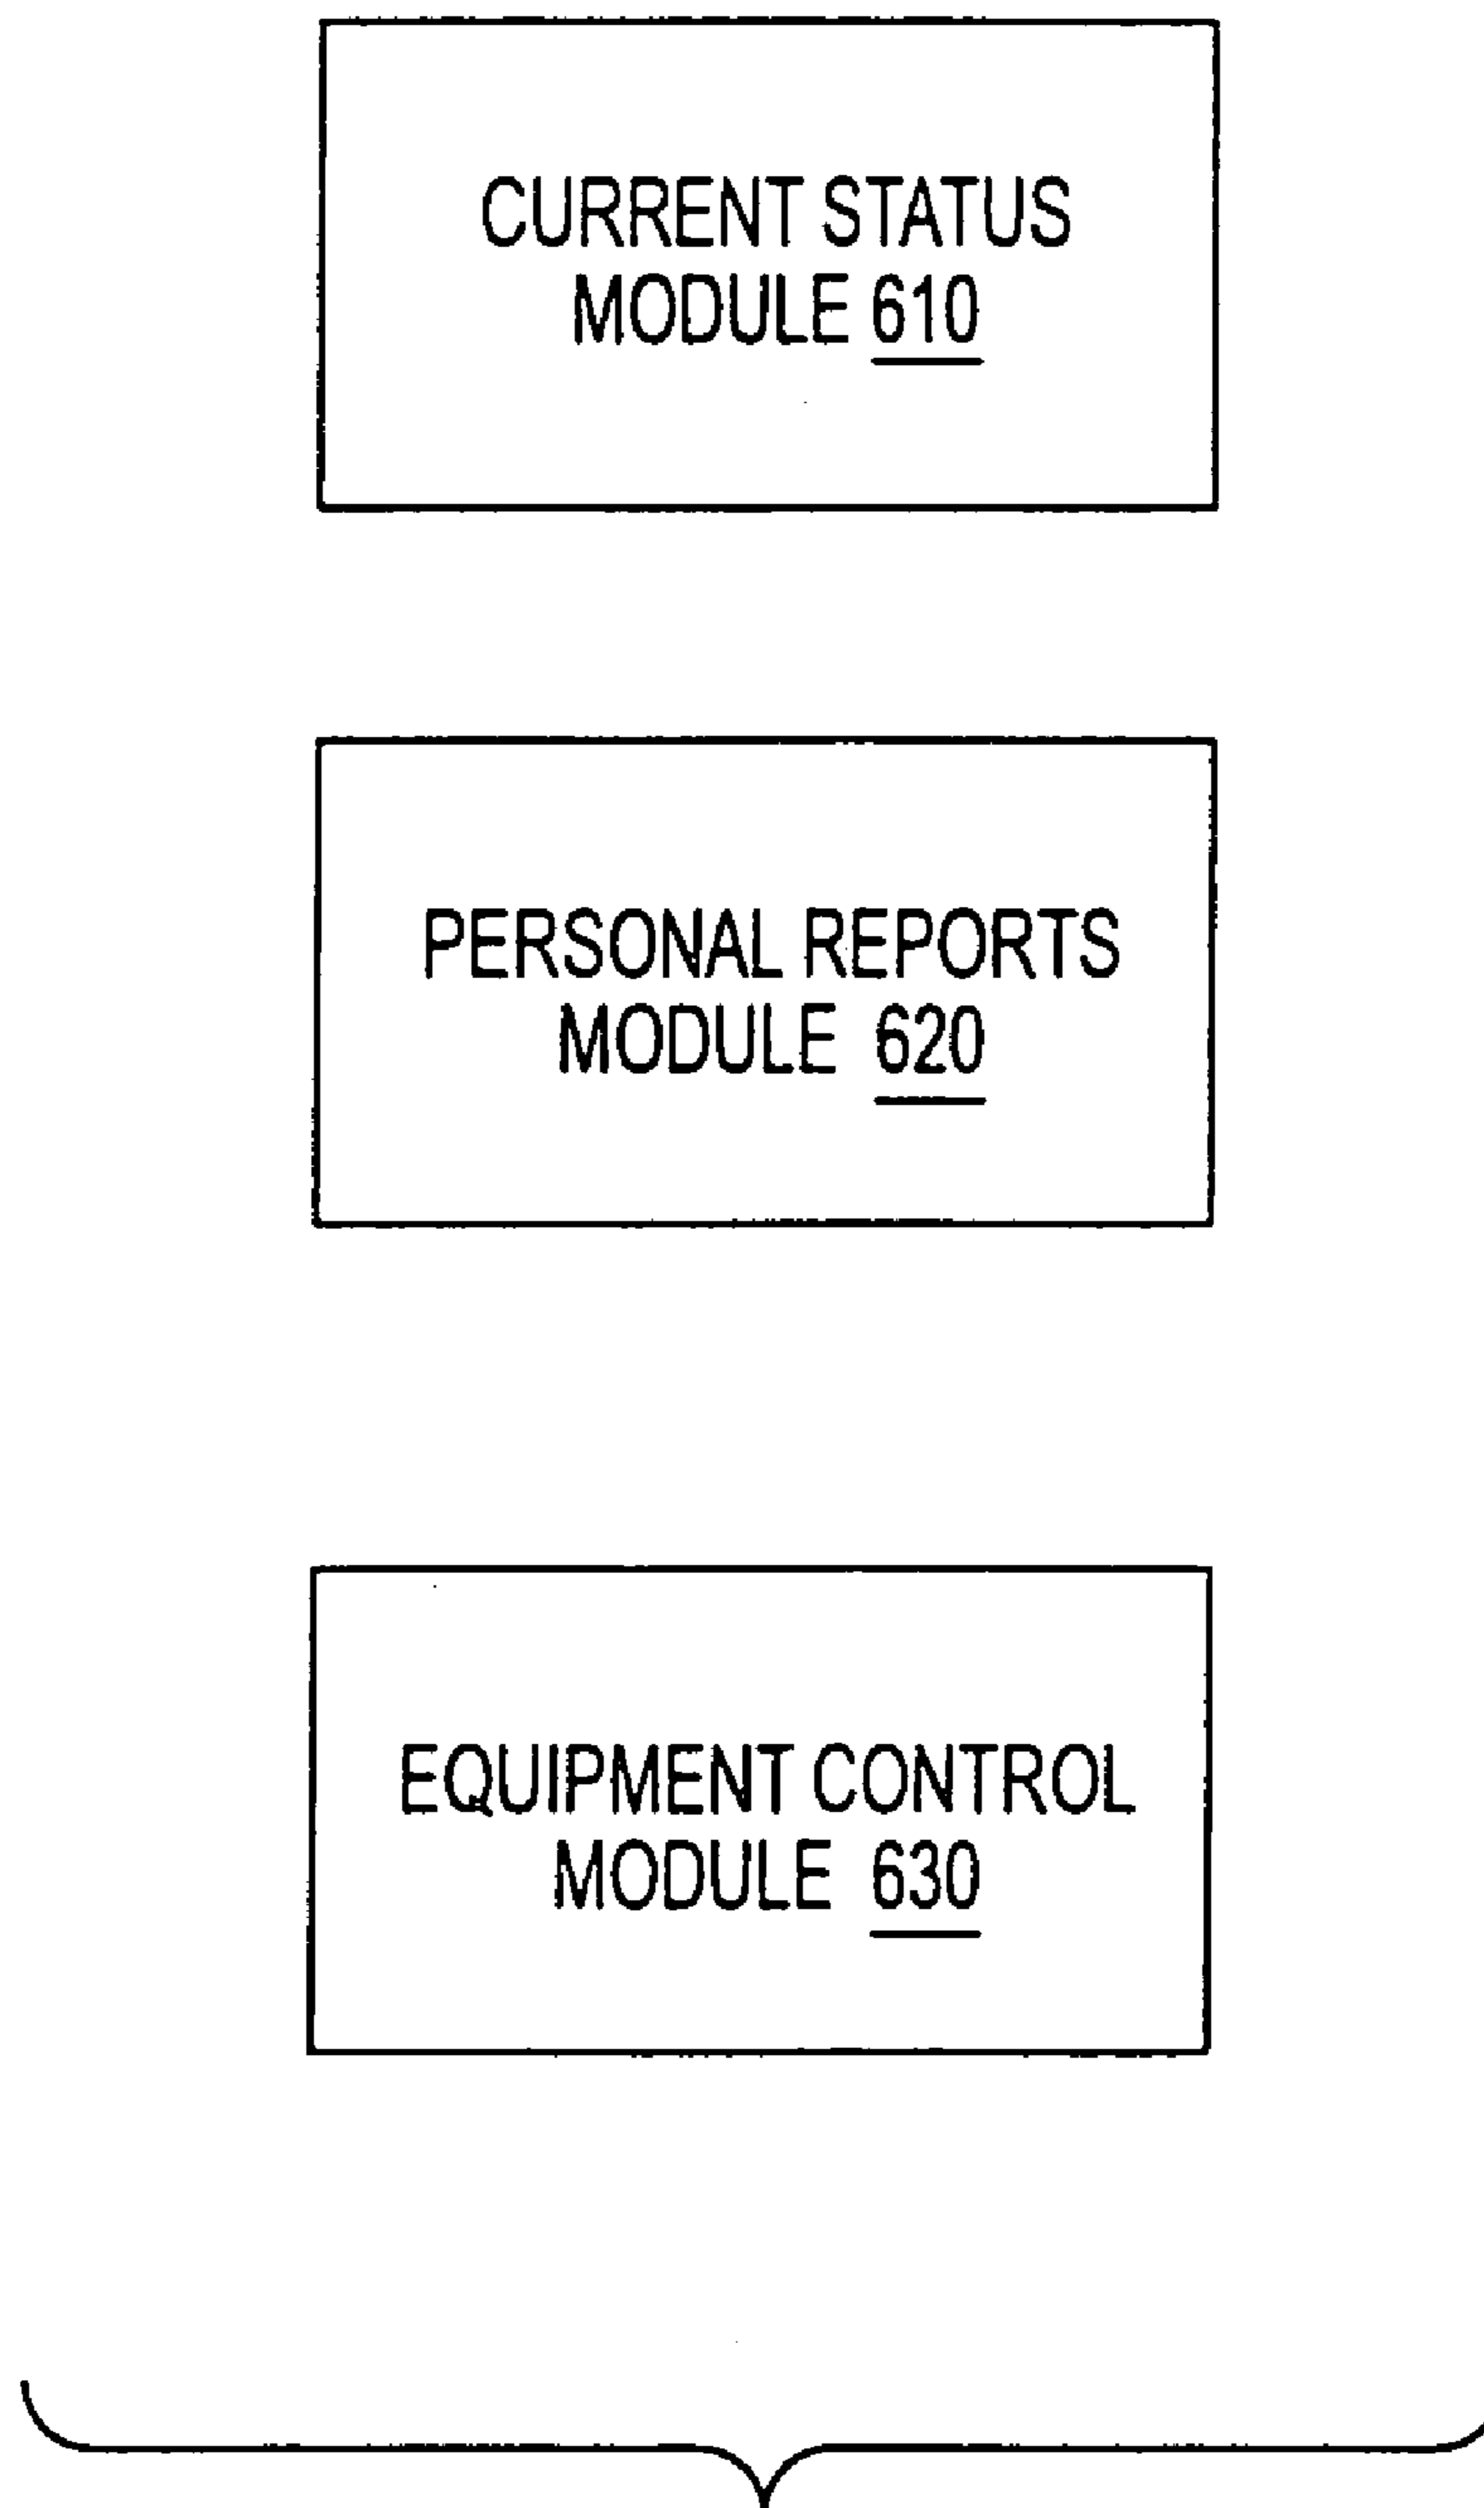 CURRENT STATUS
MODULE 610
PERSONAL REPORTS
MODULE 620
EQUIPMENT CONTROL
MODULE 630